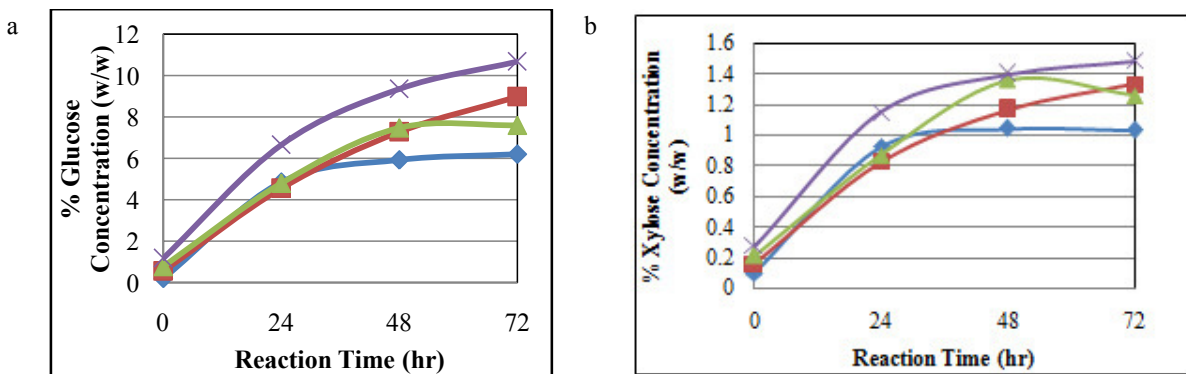 a
% Glucose
Concentration (w/w)
12
10
8
6
4
2
0
0 24 48 72
Reaction Time (hr)
b
% Xylose Concentration
(w/w)
1.6
1.4
1.2
1
0.8
0.6
0.4
0.2
0
0 24 48 72
Reaction Time (hr)